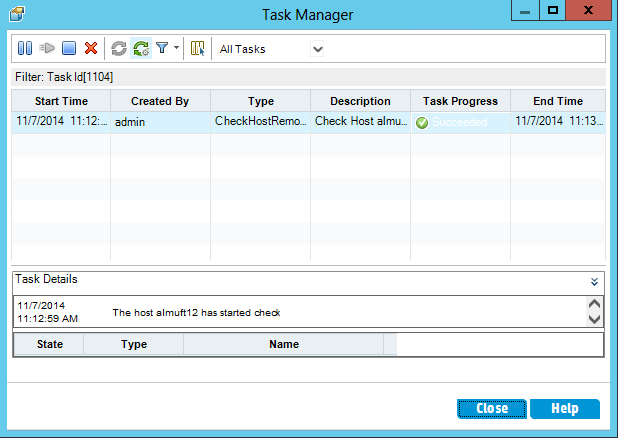 Task Manager
All Tasks
Filter: Task Id[1104]
Start Time Created By Type Description Task Progress End Time
11/7/2014 11:12:... admin CheckHostRemo... Check Host almu... Succeeded 11/7/2014 11:13...
Task Details
11/7/2014
11:12:59 AM The host almuft12 has started check
State Type Name
Close Help